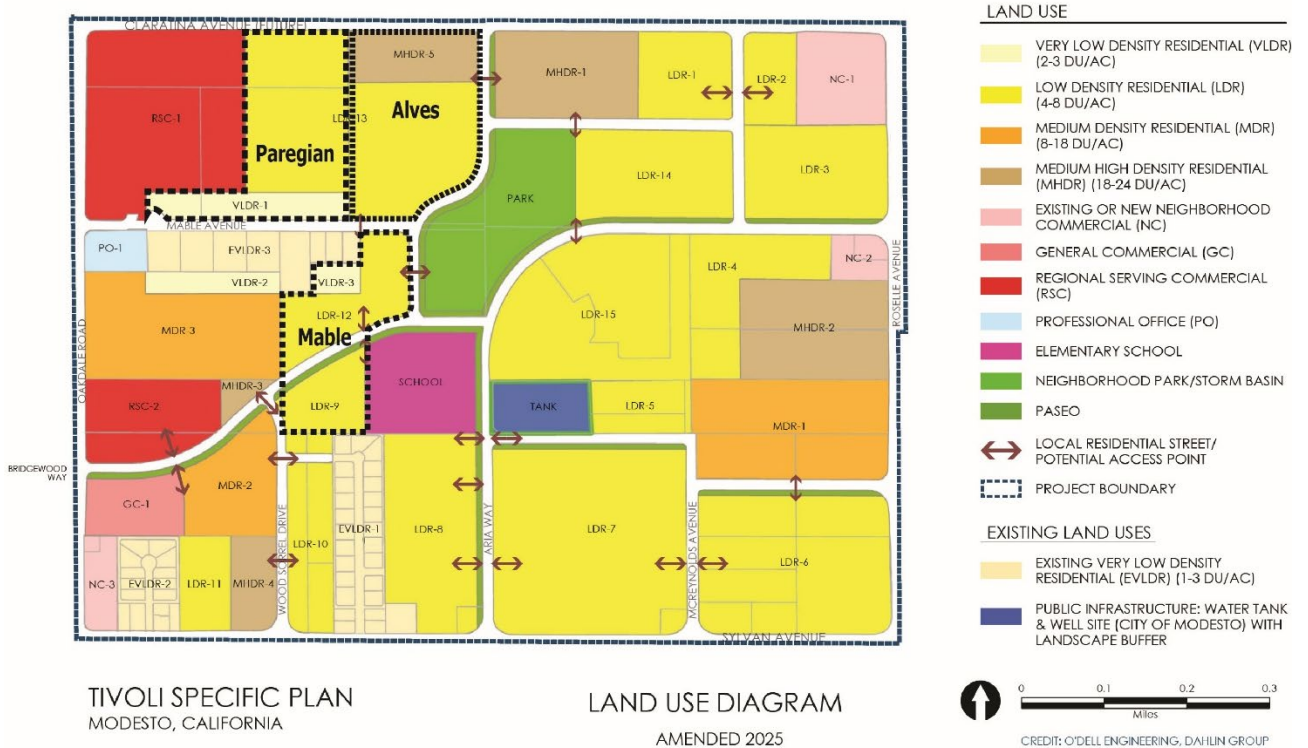 CLARATINA AVENUE (FUTURE)
MHDR-5
MHDR-1
LDR-1
LDR-2
NC-1
RSC-1
LDR-13
Alves
Paregian
LDR-14
LDR-3
PARK
VLDR-1
MABLE AVENUE
PO-1
EVLDR-3
VLDR-2
VLDR-3
LDR-4
NC-2
ROSELLE AVENUE
OAKDALE ROAD
MDR-3
LDR-12
Mable
LDR-15
MHDR-2
MHDR-3
SCHOOL
RSC-2
LDR-9
TANK
LDR-5
MDR-1
BRIDGEWOOD
WAY
GC-1
MDR-2
WOOD SORREL DRIVE
LDR-10
EVLDR-1
LDR-8
ARIA WAY
LDR-7
MCREYNOLDS AVENUE
LDR-6
NC-3
EVLDR-2
LDR-11
MHDR-4
SYLVAN AVENUE
LAND USE
VERY LOW DENSITY RESIDENTIAL (VLDR)
(2-3 DU/AC)
LOW DENSITY RESIDENTIAL (LDR)
(4-8 DU/AC)
MEDIUM DENSITY RESIDENTIAL (MDR)
(8-18 DU/AC)
MEDIUM HIGH DENSITY RESIDENTIAL
(MHDR) (18-24 DU/AC)
EXISTING OR NEW NEIGHBORHOOD
COMMERCIAL (NC)
GENERAL COMMERCIAL (GC)
REGIONAL SERVING COMMERCIAL
(RSC)
PROFESSIONAL OFFICE (PO)
ELEMENTARY SCHOOL
NEIGHBORHOOD PARK/STORM BASIN
PASEO
LOCAL RESIDENTIAL STREET/
POTENTIAL ACCESS POINT
PROJECT BOUNDARY
EXISTING LAND USES
EXISTING VERY LOW DENSITY
RESIDENTIAL (EVLDR) (1-3 DU/AC)
PUBLIC INFRASTRUCTURE: WATER TANK
& WELL SITE (CITY OF MODESTO) WITH
LANDSCAPE BUFFER
0 0.1 0.2 0.3
Miles
CREDIT: O'DELL ENGINEERING, DAHLIN GROUP
TIVOLI SPECIFIC PLAN
MODESTO, CALIFORNIA
LAND USE DIAGRAM
AMENDED 2025